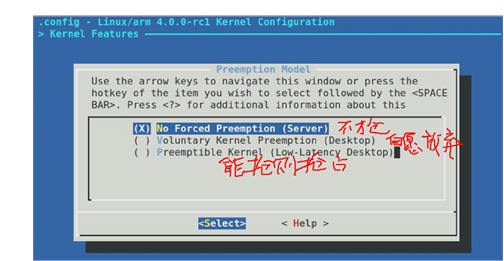 .config - Linux/arm 4.0.0-rc1 Kernel Configuration
> Kernel Features
Preemption Model
Use the arrow keys to navigate this window or press the
hotkey of the item you wish to select followed by the <SPACE
BAR>. Press <?> for additional information about this
(X) No Forced Preemption (Server) 不抢
( ) Voluntary Kernel Preemption (Desktop) 自愿放弃
( ) Preemptible Kernel (Low-Latency Desktop)
能抢则抢占
<Select> < Help >